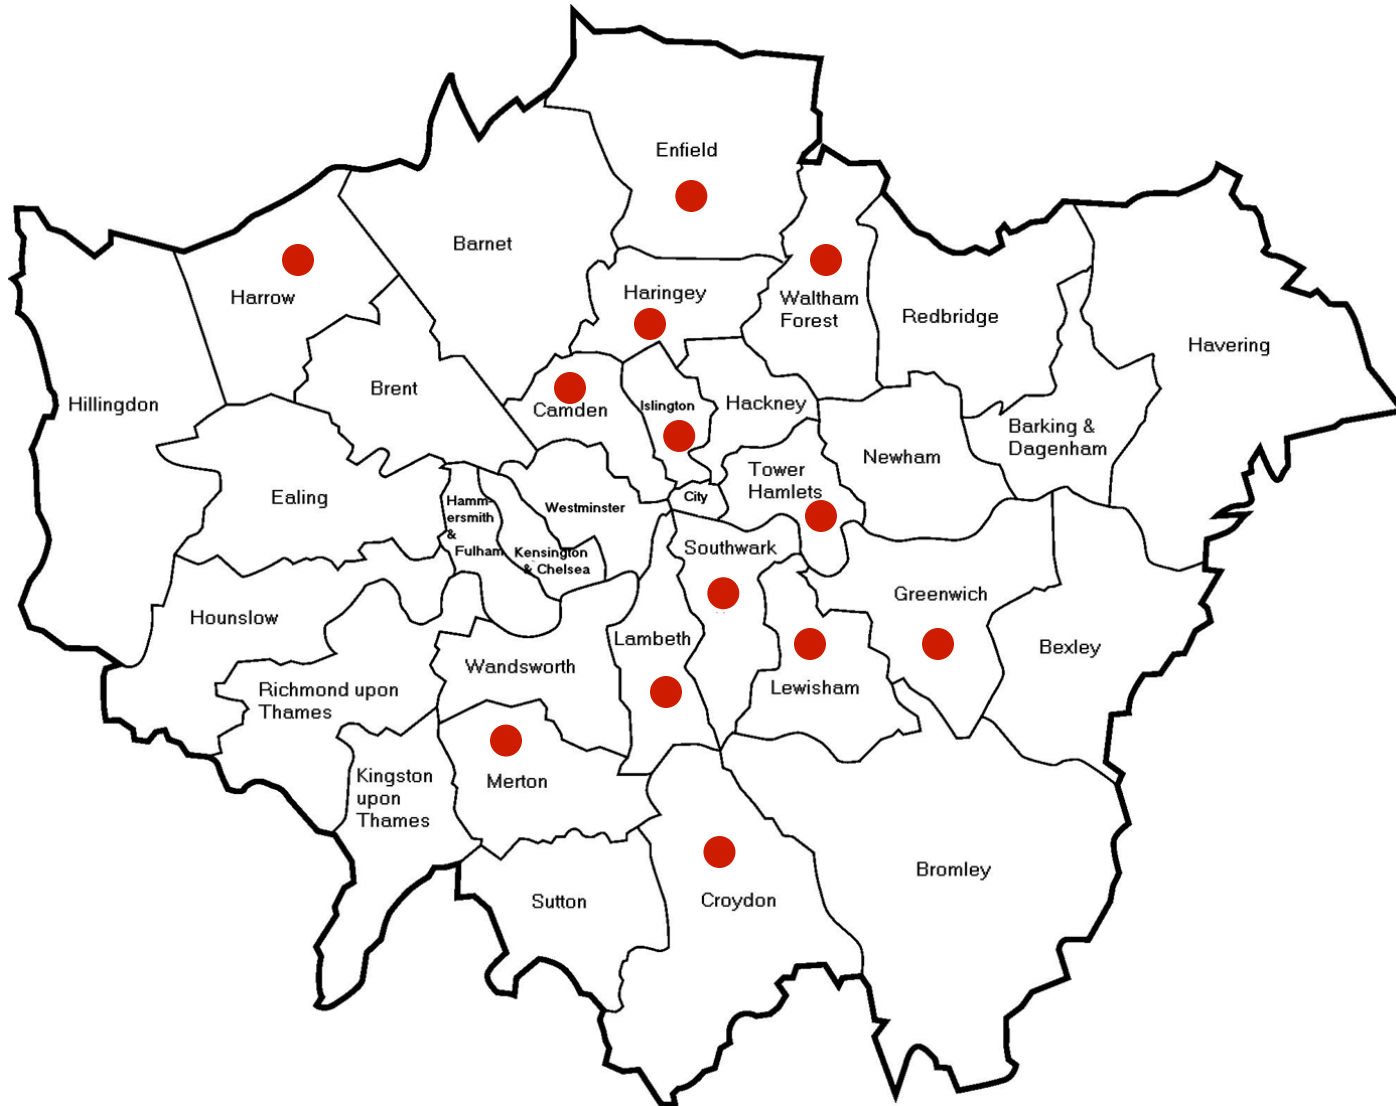 Enfield
Barnet
Harrow
Haringey
Waltham
Forest
Redbridge
Havering
Brent
Hillingdon
Camden
Islington
Hackney
Barking &
Dagenham
Newham
Tower
Hamlets
Ealing
City
Hamm-
ersmith
&
Fulham
Westminster
Kensington
& Chelsea
Southwark
Greenwich
Hounslow
Lambeth
Bexley
Wandsworth
Richmond upon
Thames
Lewisham
Kingston
upon
Thames
Merton
Bromley
Sutton
Croydon